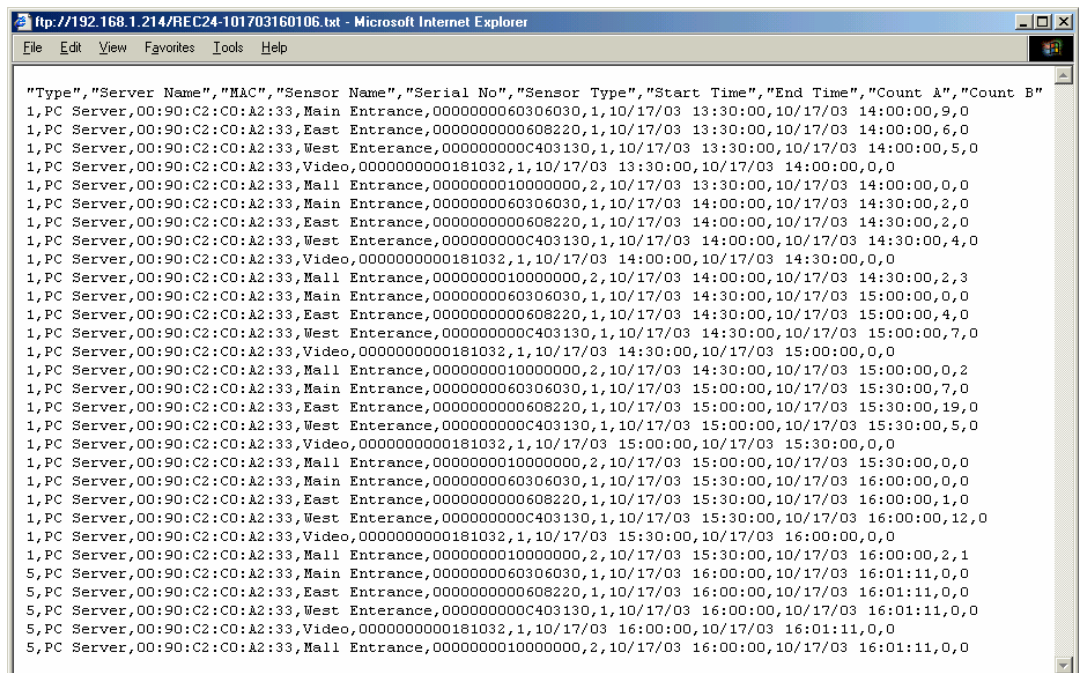 ftp://192.168.1.214/REC24-101703160106.txt - Microsoft Internet Explorer
File Edit View Favorites Tools Help
"Type","Server Name","MAC","Sensor Name","Serial No","Sensor Type","Start Time","End Time","Count A","Count B"
1,PC Server,00:90:C2:C0:A2:33,Main Entrance,0000000060306030,1,10/17/03 13:30:00,10/17/03 14:00:00,9,0
1,PC Server,00:90:C2:C0:A2:33,East Entrance,0000000000608220,1,10/17/03 13:30:00,10/17/03 14:00:00,6,0
1,PC Server,00:90:C2:C0:A2:33,West Enterance,000000000C403130,1,10/17/03 13:30:00,10/17/03 14:00:00,5,0
1,PC Server,00:90:C2:C0:A2:33,Video,0000000000181032,1,10/17/03 13:30:00,10/17/03 14:00:00,0,0
1,PC Server,00:90:C2:C0:A2:33,Mall Entrance,0000000010000000,2,10/17/03 13:30:00,10/17/03 14:00:00,0,0
1,PC Server,00:90:C2:C0:A2:33,Main Entrance,0000000060306030,1,10/17/03 14:00:00,10/17/03 14:30:00,2,0
1,PC Server,00:90:C2:C0:A2:33,East Entrance,0000000000608220,1,10/17/03 14:00:00,10/17/03 14:30:00,2,0
1,PC Server,00:90:C2:C0:A2:33,West Enterance,000000000C403130,1,10/17/03 14:00:00,10/17/03 14:30:00,4,0
1,PC Server,00:90:C2:C0:A2:33,Video,0000000000181032,1,10/17/03 14:00:00,10/17/03 14:30:00,0,0
1,PC Server,00:90:C2:C0:A2:33,Mall Entrance,0000000010000000,2,10/17/03 14:00:00,10/17/03 14:30:00,2,3
1,PC Server,00:90:C2:C0:A2:33,Main Entrance,0000000060306030,1,10/17/03 14:30:00,10/17/03 15:00:00,0,0
1,PC Server,00:90:C2:C0:A2:33,East Entrance,0000000000608220,1,10/17/03 14:30:00,10/17/03 15:00:00,4,0
1,PC Server,00:90:C2:C0:A2:33,West Enterance,000000000C403130,1,10/17/03 14:30:00,10/17/03 15:00:00,7,0
1,PC Server,00:90:C2:C0:A2:33,Video,0000000000181032,1,10/17/03 14:30:00,10/17/03 15:00:00,0,0
1,PC Server,00:90:C2:C0:A2:33,Mall Entrance,0000000010000000,2,10/17/03 14:30:00,10/17/03 15:00:00,0,2
1,PC Server,00:90:C2:C0:A2:33,Main Entrance,0000000060306030,1,10/17/03 15:00:00,10/17/03 15:30:00,7,0
1,PC Server,00:90:C2:C0:A2:33,East Entrance,0000000000608220,1,10/17/03 15:00:00,10/17/03 15:30:00,19,0
1,PC Server,00:90:C2:C0:A2:33,West Enterance,000000000C403130,1,10/17/03 15:00:00,10/17/03 15:30:00,5,0
1,PC Server,00:90:C2:C0:A2:33,Video,0000000000181032,1,10/17/03 15:00:00,10/17/03 15:30:00,0,0
1,PC Server,00:90:C2:C0:A2:33,Mall Entrance,0000000010000000,2,10/17/03 15:00:00,10/17/03 15:30:00,0,0
1,PC Server,00:90:C2:C0:A2:33,Main Entrance,0000000060306030,1,10/17/03 15:30:00,10/17/03 16:00:00,0,0
1,PC Server,00:90:C2:C0:A2:33,East Entrance,0000000000608220,1,10/17/03 15:30:00,10/17/03 16:00:00,1,0
1,PC Server,00:90:C2:C0:A2:33,West Enterance,000000000C403130,1,10/17/03 15:30:00,10/17/03 16:00:00,12,0
1,PC Server,00:90:C2:C0:A2:33,Video,0000000000181032,1,10/17/03 15:30:00,10/17/03 16:00:00,0,0
1,PC Server,00:90:C2:C0:A2:33,Mall Entrance,0000000010000000,2,10/17/03 15:30:00,10/17/03 16:00:00,2,1
5,PC Server,00:90:C2:C0:A2:33,Main Entrance,0000000060306030,1,10/17/03 16:00:00,10/17/03 16:01:11,0,0
5,PC Server,00:90:C2:C0:A2:33,East Entrance,0000000000608220,1,10/17/03 16:00:00,10/17/03 16:01:11,0,0
5,PC Server,00:90:C2:C0:A2:33,West Enterance,000000000C403130,1,10/17/03 16:00:00,10/17/03 16:01:11,0,0
5,PC Server,00:90:C2:C0:A2:33,Video,0000000000181032,1,10/17/03 16:00:00,10/17/03 16:01:11,0,0
5,PC Server,00:90:C2:C0:A2:33,Mall Entrance,0000000010000000,2,10/17/03 16:00:00,10/17/03 16:01:11,0,0